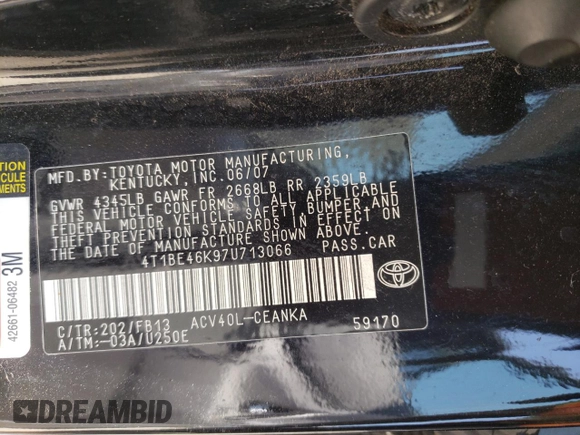 MFD.BY:TOYOTA MOTOR MANUFACTURING,
KENTUCKY, INC.06/07
GVWR 4345LB GAWR FR 2668LB RR 2359LB
THIS VEHICLE CONFORMS TO ALL APPLICABLE
FEDERAL MOTOR VEHICLE SAFETY, BUMPER, AND
THEFT PREVENTION STANDARDS IN EFFECT ON
THE DATE OF MANUFACTURE SHOWN ABOVE.
4T1BE46K97U713066 PASS.CAR
C/TR:202/FB13 ACV40L-CEANKA
A/TM:-03A/U250E 59170
TOYOTA
42661-06482 3M
DREAMBID